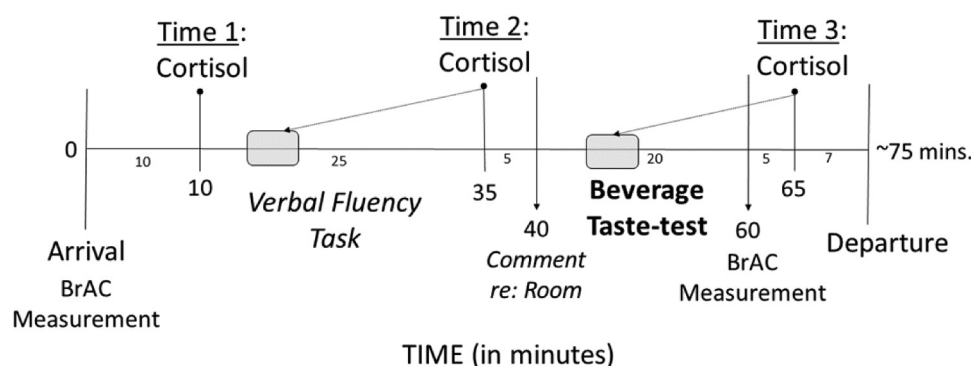 Time 1:
Cortisol
Time 2:
Cortisol
Time 3:
Cortisol
0
10
25
5
20
5
7
~75 mins.
10
35
65
Verbal Fluency
Task
40
Comment
re: Room
Beverage
Taste-test
60
BrAC
Measurement
Arrival
BrAC
Measurement
Departure
TIME (in minutes)